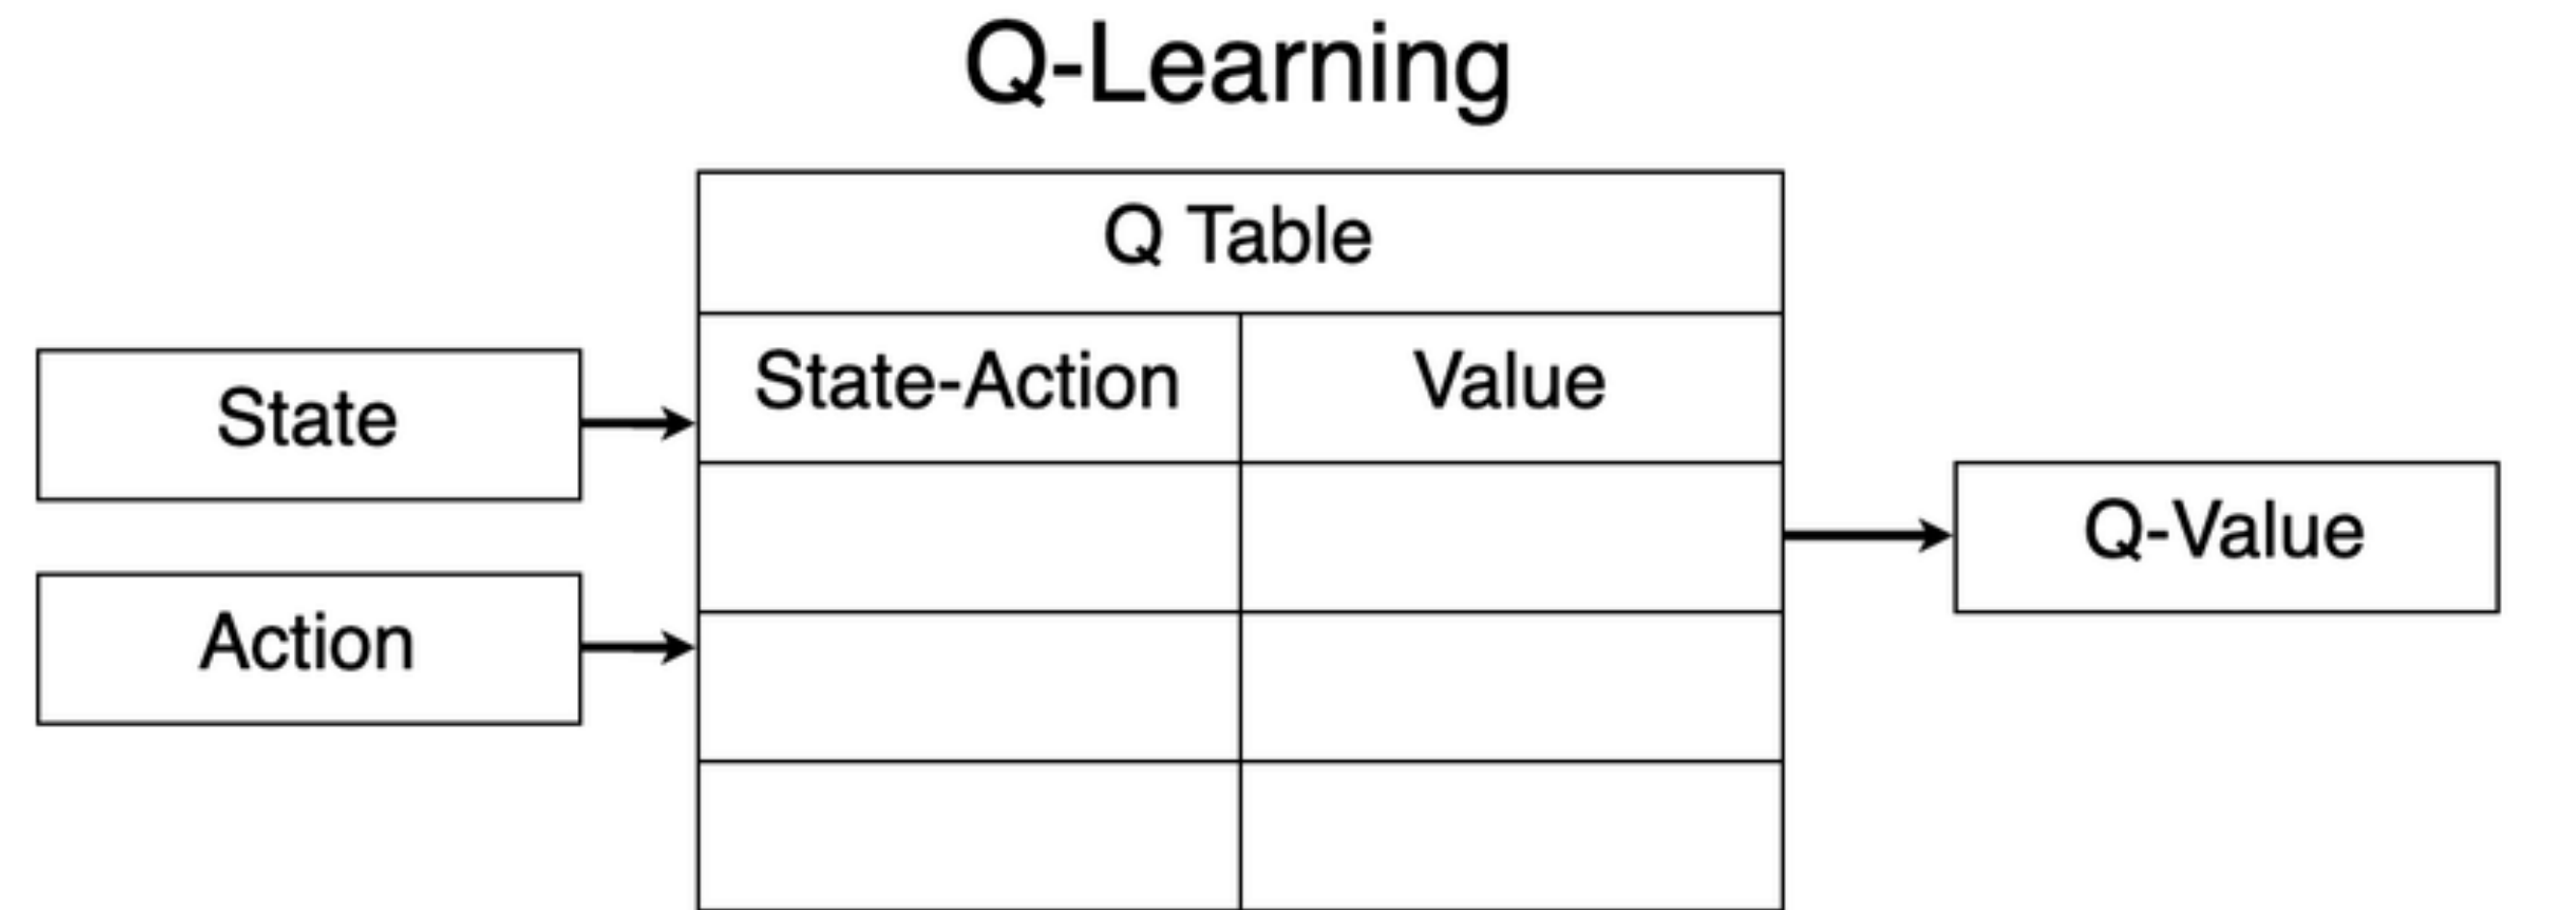 Q-Learning
Q Table
State-Action
Value
State
Action
Q-Value